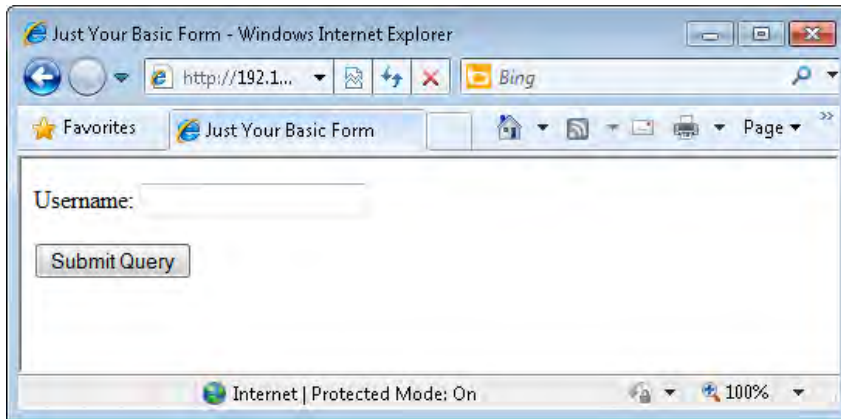 Just Your Basic Form - Windows Internet Explorer
http://192.1... Bing
Favorites Just Your Basic Form Page »
Username:
Submit Query
Internet | Protected Mode: On 100%